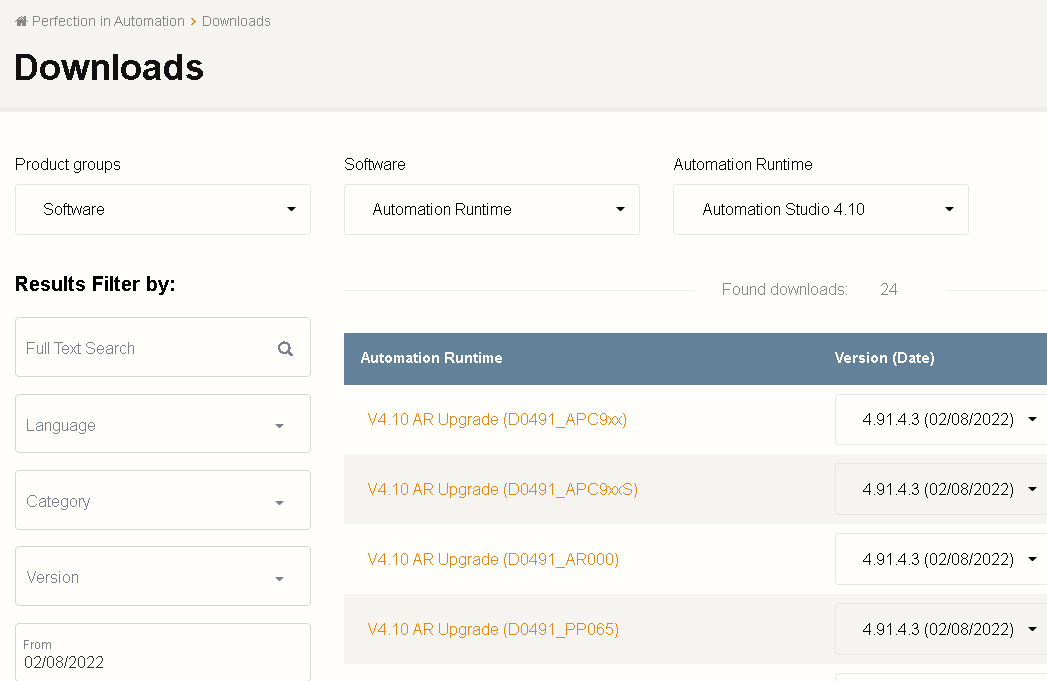 Perfection in Automation > Downloads
Downloads
Product groups Software Automation Runtime
Software Automation Runtime Automation Studio 4.10
Results Filter by:
Found downloads: 24
Full Text Search
Automation Runtime Version (Date)
Language
V4.10 AR Upgrade (D0491_APC9xx) 4.91.4.3 (02/08/2022)
Category
V4.10 AR Upgrade (D0491_APC9xxS) 4.91.4.3 (02/08/2022)
Version
V4.10 AR Upgrade (D0491_AR000) 4.91.4.3 (02/08/2022)
V4.10 AR Upgrade (D0491_PP065) 4.91.4.3 (02/08/2022)
From
02/08/2022